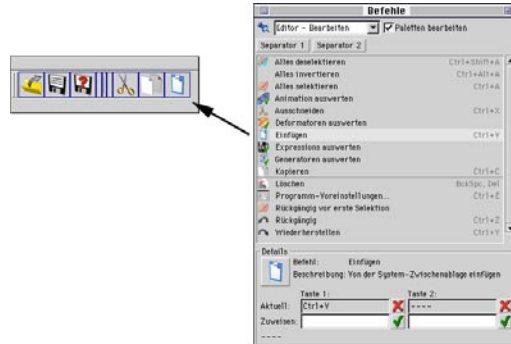 Befehle
Editor - Bearbeiten Paletten bearbeiten
Separator 1 Separator 2
Alles deselektieren Ctrl+Shift+A
Alles invertieren Ctrl+Alt+A
Alles selektieren Ctrl+A
Animation auswerten
Ausschneiden Ctrl+X
Deformatoren auswerten
Einfügen Ctrl+V
Expressions auswerten
Generatoren auswerten
Kopieren Ctrl+C
Löschen BckSpc, Del
Programm-Voreinstellungen... Ctrl+E
Rückgängig vor erste Selektion
Rückgängig Ctrl+Z
Wiederherstellen Ctrl+Y
Details
Befehl: Einfügen
Beschreibung: Von der System-Zwischenablage einfügen
Taste 1: Taste 2:
Aktuell: Ctrl+V ----
Zuweisen:
----